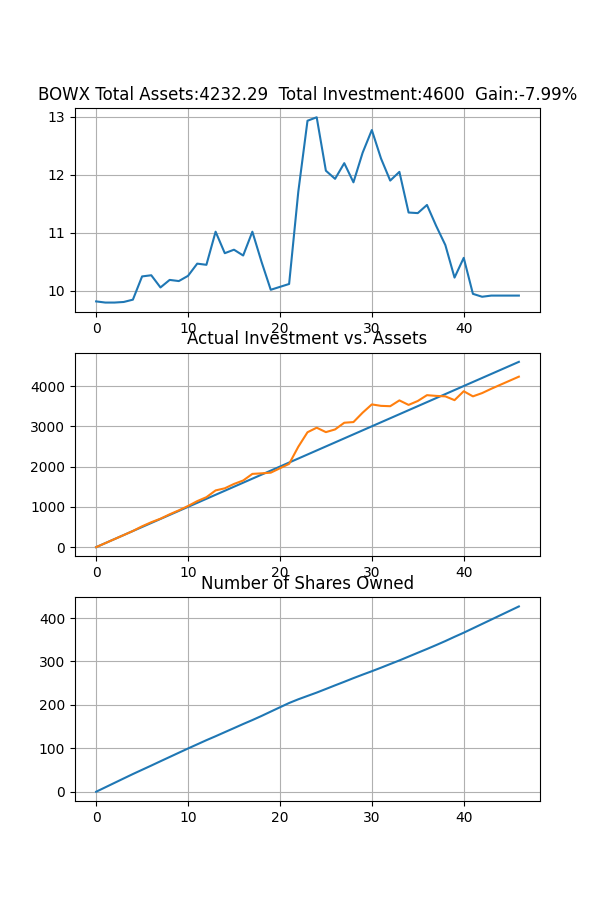 BOWX Total Assets:4232.29  Total Investment:4600  Gain:-7.99%
13
12
11
10
0 10 20 30 40
Actual Investment vs. Assets
4000
3000
2000
1000
0
0 10 20 30 40
Number of Shares Owned
400
300
200
100
0
0 10 20 30 40